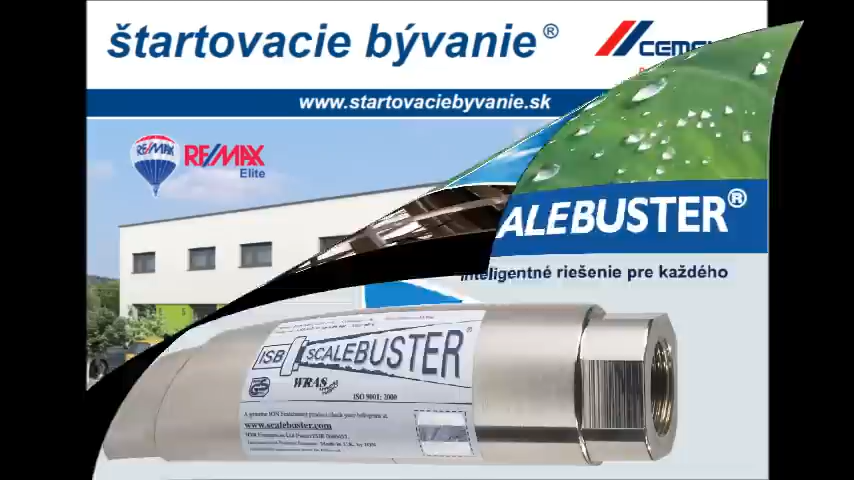 štartovacie bývanie®
www.startovaciebyvanie.sk
RE/MAX
RE/MAX
Elite
ALEBUSTER®
inteligentné riešenie pre každého
ISB SCALEBUSTER®
WRAS
ISO 9001: 2000
www.scalebuster.com